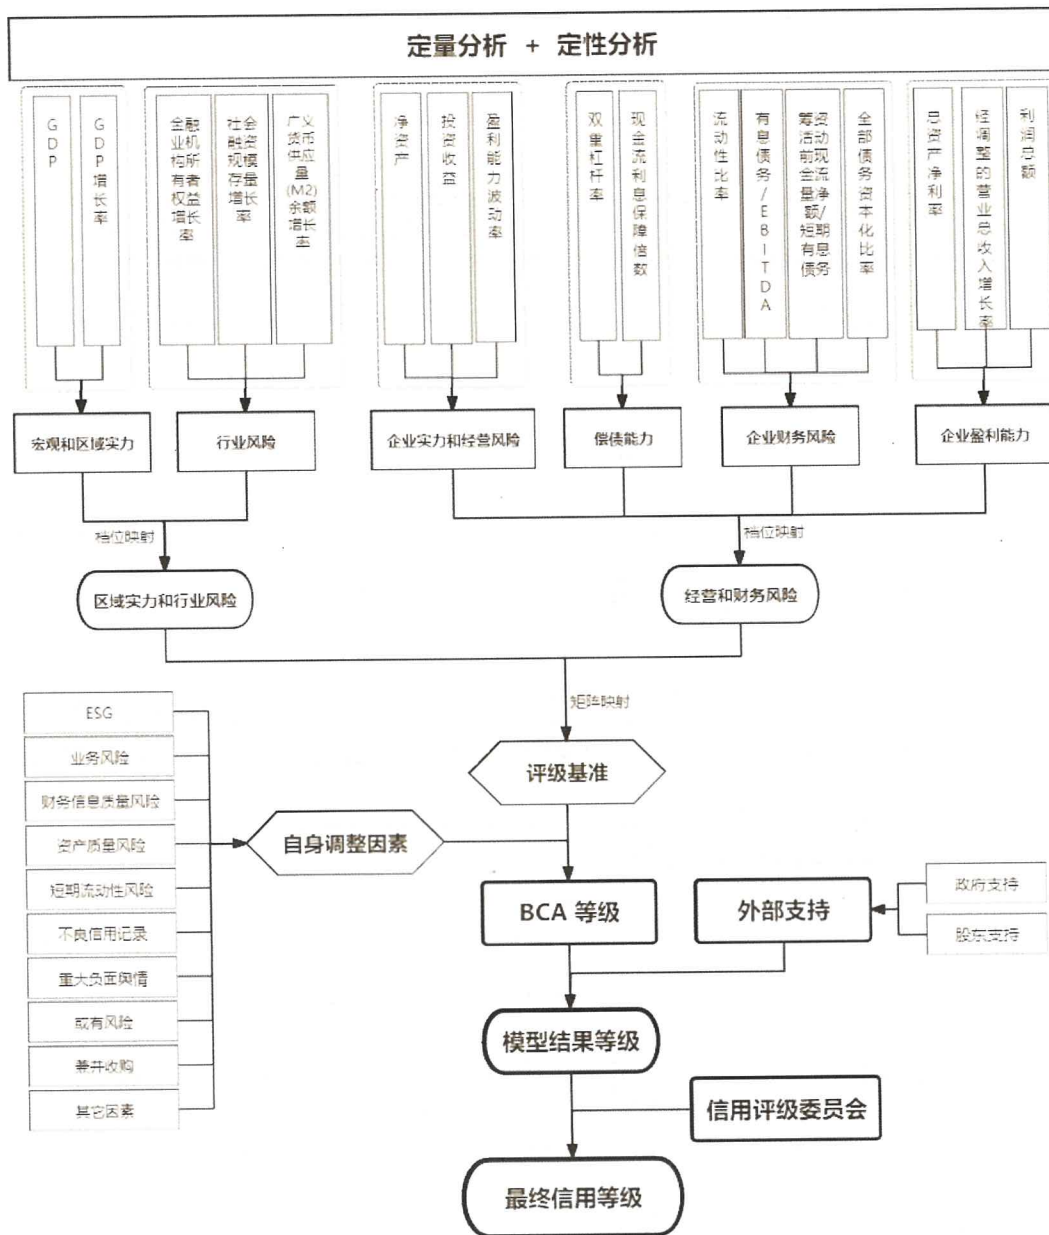 定量分析 + 定性分析
GDP
GDP增长率
金融业机构所有者权益增长率
社会融资规模存量增长率
广义货币供应量(M2)余额增长率
净资产
投资收益
盈利能力波动率
双重杠杆率
现金流利息保障倍数
流动性比率
有息债务/EBITDA
筹资活动前现金流量净额/短期有息债务
全部债务资本化比率
总资产净利率
经调整的营业总收入增长率
利润总额
宏观和区域实力
行业风险
企业实力和经营风险
偿债能力
企业财务风险
企业盈利能力
档位映射
档位映射
区域实力和行业风险
经营和财务风险
矩阵映射
ESG
业务风险
财务信息质量风险
资产质量风险
短期流动性风险
不良信用记录
重大负面舆情
或有风险
兼并收购
其它因素
评级基准
自身调整因素
BCA 等级
外部支持
政府支持
股东支持
模型结果等级
信用评级委员会
最终信用等级